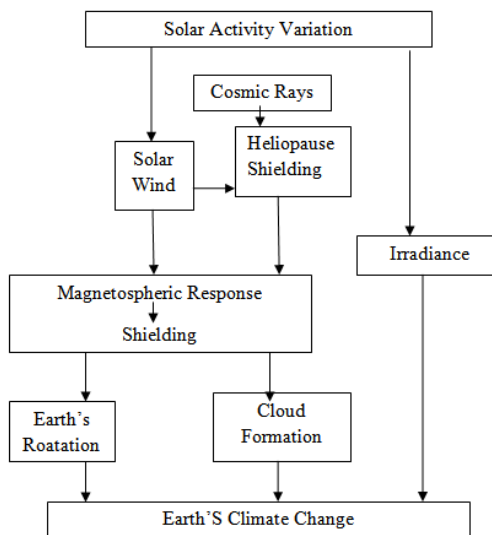 Solar Activity Variation
Cosmic Rays
Solar
Wind
Heliopause
Shielding
Irradiance
Magnetospheric Response
Shielding
Earth's
Roatation
Cloud
Formation
Earth'S Climate Change